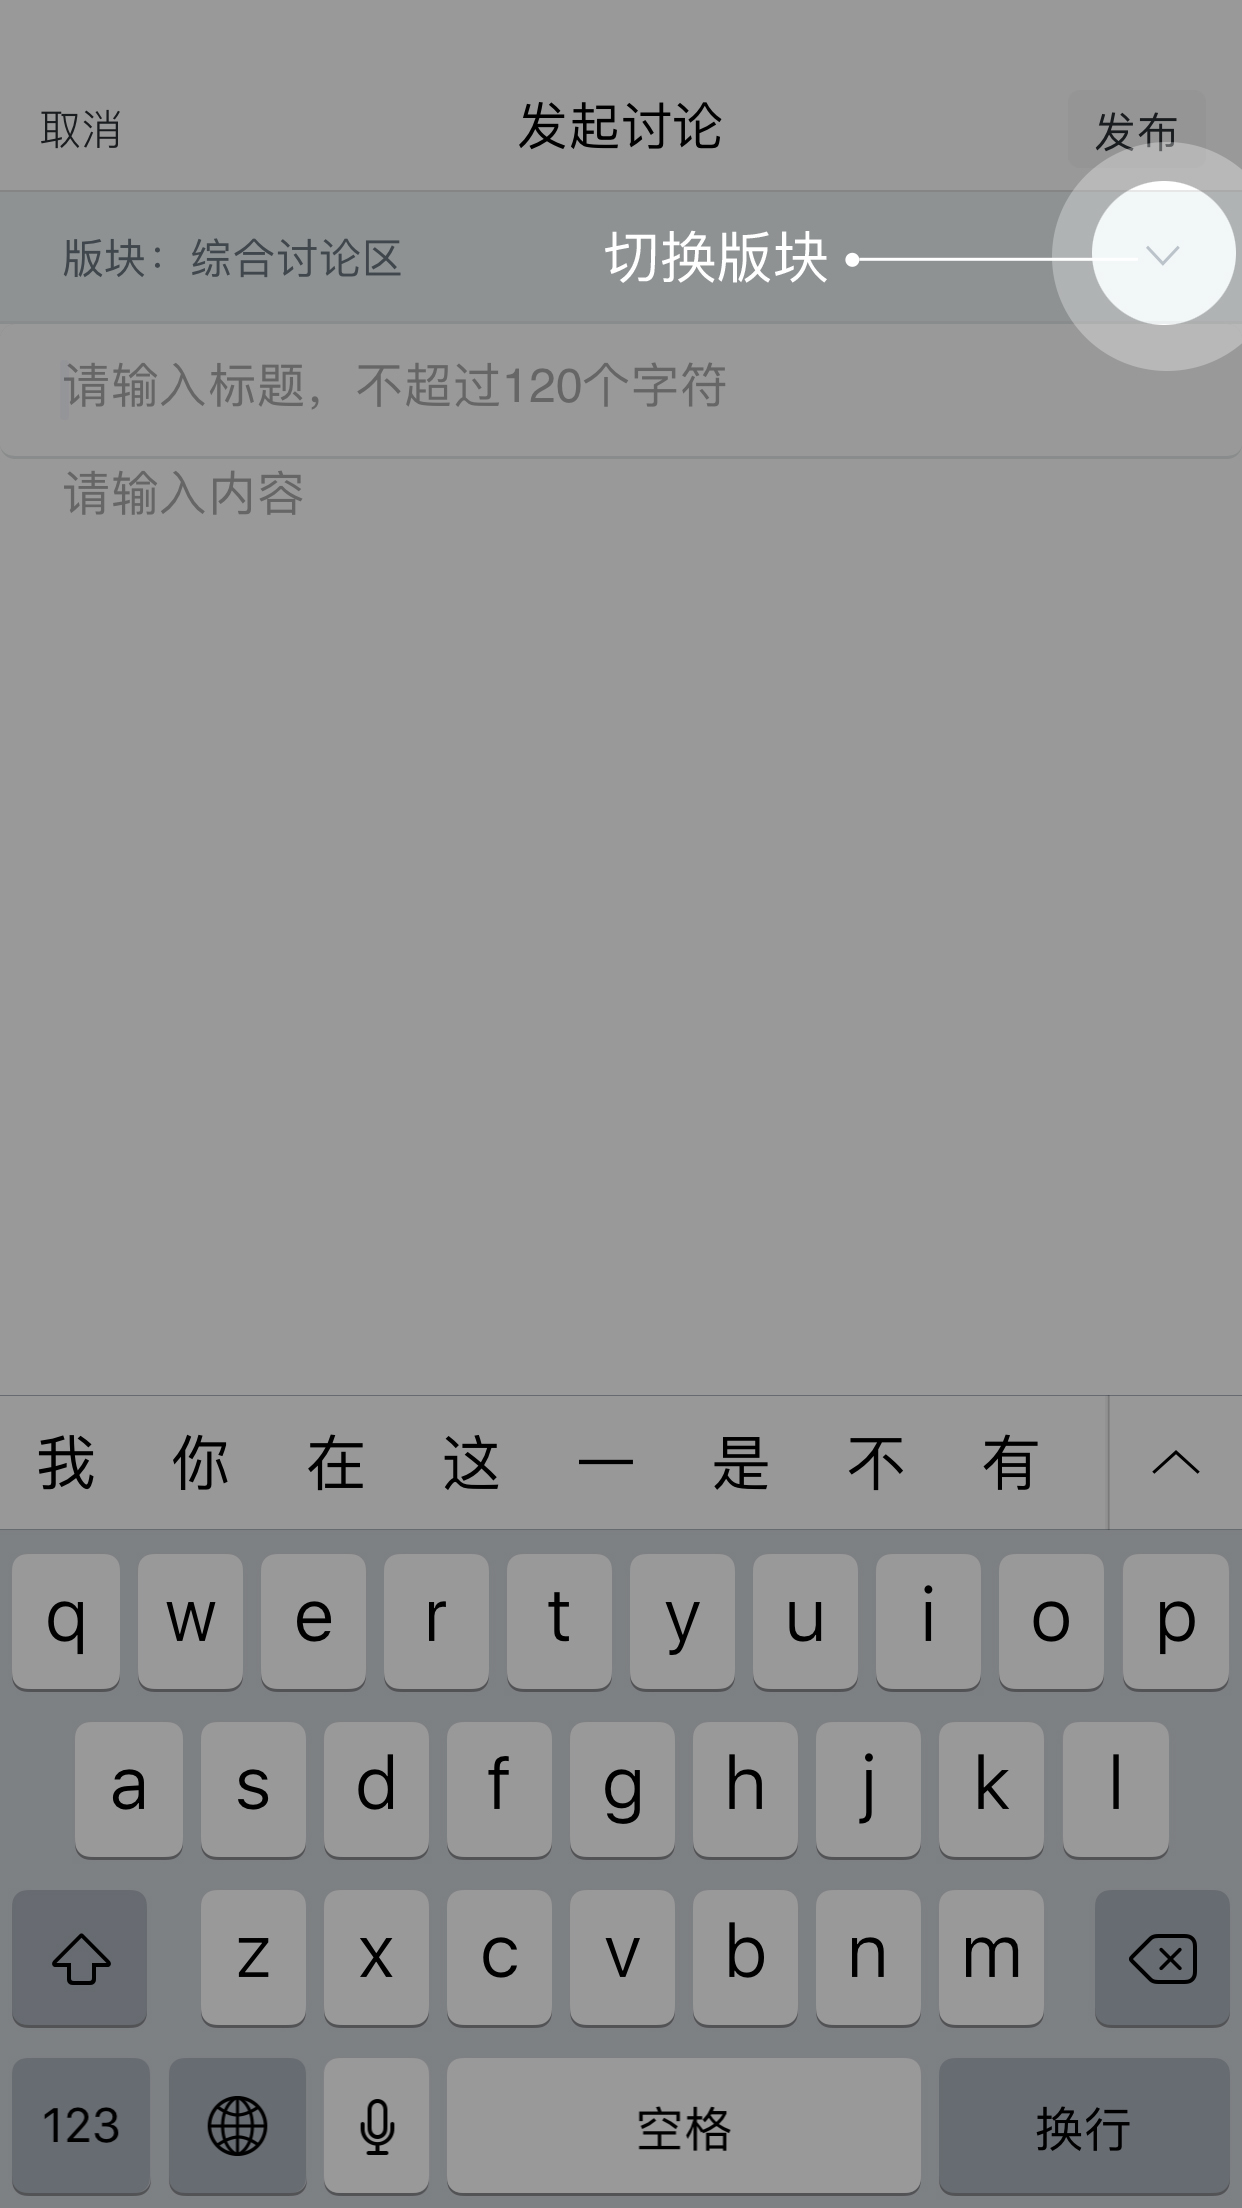 取消 发起讨论 发布
版块：综合讨论区 切换版块
请输入标题，不超过120个字符
请输入内容
我 你 在 这 一 是 不 有
q w e r t y u i o p
a s d f g h j k l
z x c v b n m
123 空格 换行